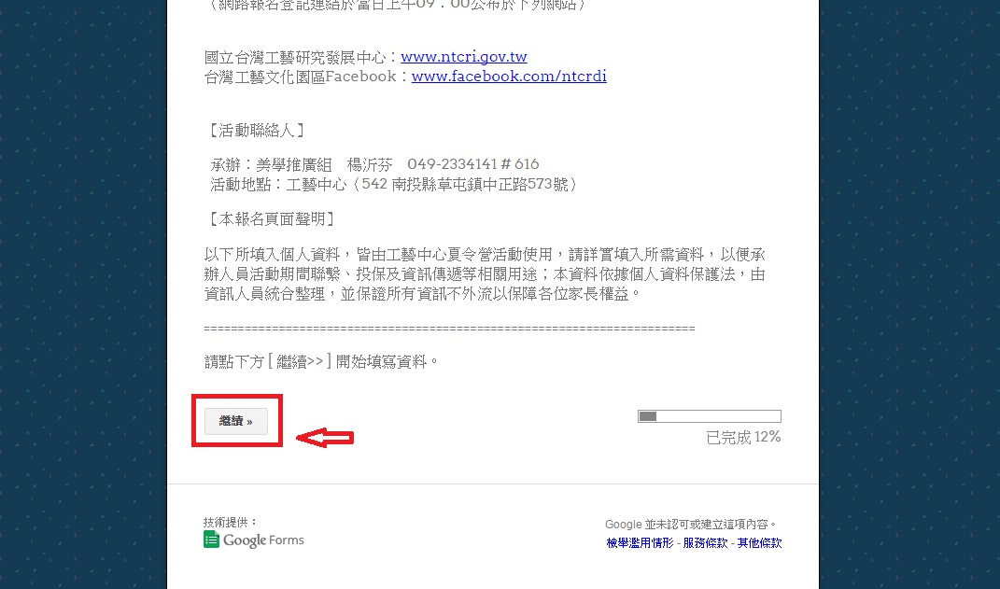 （網路報名登記連結於當日上午09：00公布於下列網站）
國立台灣工藝研究發展中心：www.ntcri.gov.tw
台灣工藝文化園區Facebook：www.facebook.com/ntcrdi
【活動聯絡人】
承辦：美學推廣組　楊沂芬　049-2334141 # 616
活動地點：工藝中心（542 南投縣草屯鎮中正路573號）
【本報名頁面聲明】
以下所填入個人資料，皆由工藝中心夏令營活動使用，請詳實填入所需資料，以便承
辦人員活動期間聯繫、投保及資訊傳遞等相關用途；本資料依據個人資料保護法，由
資訊人員統合整理，並保證所有資訊不外流以保障各位家長權益。
========================================================================
請點下方 [ 繼續>> ] 開始填寫資料。
繼續 »
已完成 12%
技術提供：
Google Forms
Google 並未認可或建立這項內容。
檢舉濫用情形 - 服務條款 - 其他條款